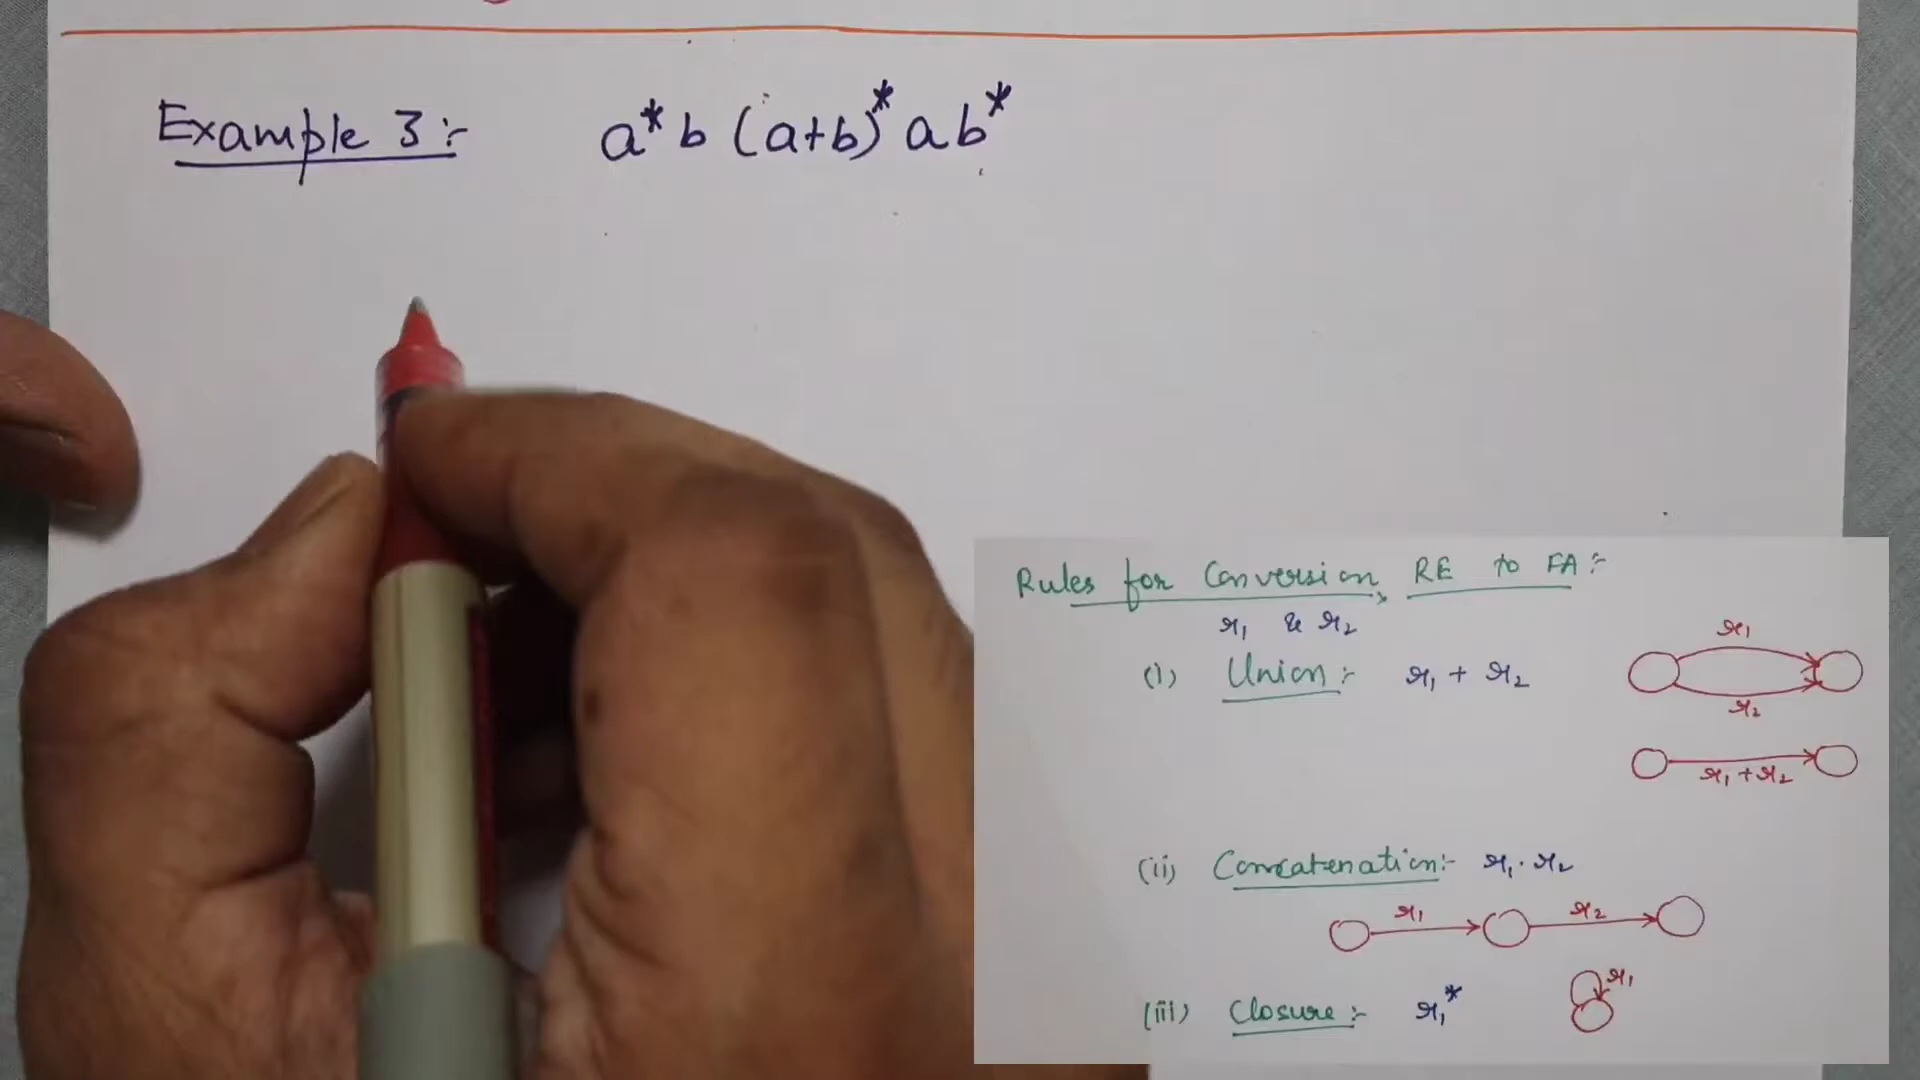 Example 3:- a* b (a+b)* ab*
Rules for Conversion, RE to FA:-
r₁ & r₂
(i) Union:- r₁ + r₂
r₁
r₂
r₁ + r₂
(ii) Concatenation:- r₁ . r₂
r₁ r₂
(iii) Closure:- r₁*
r₁